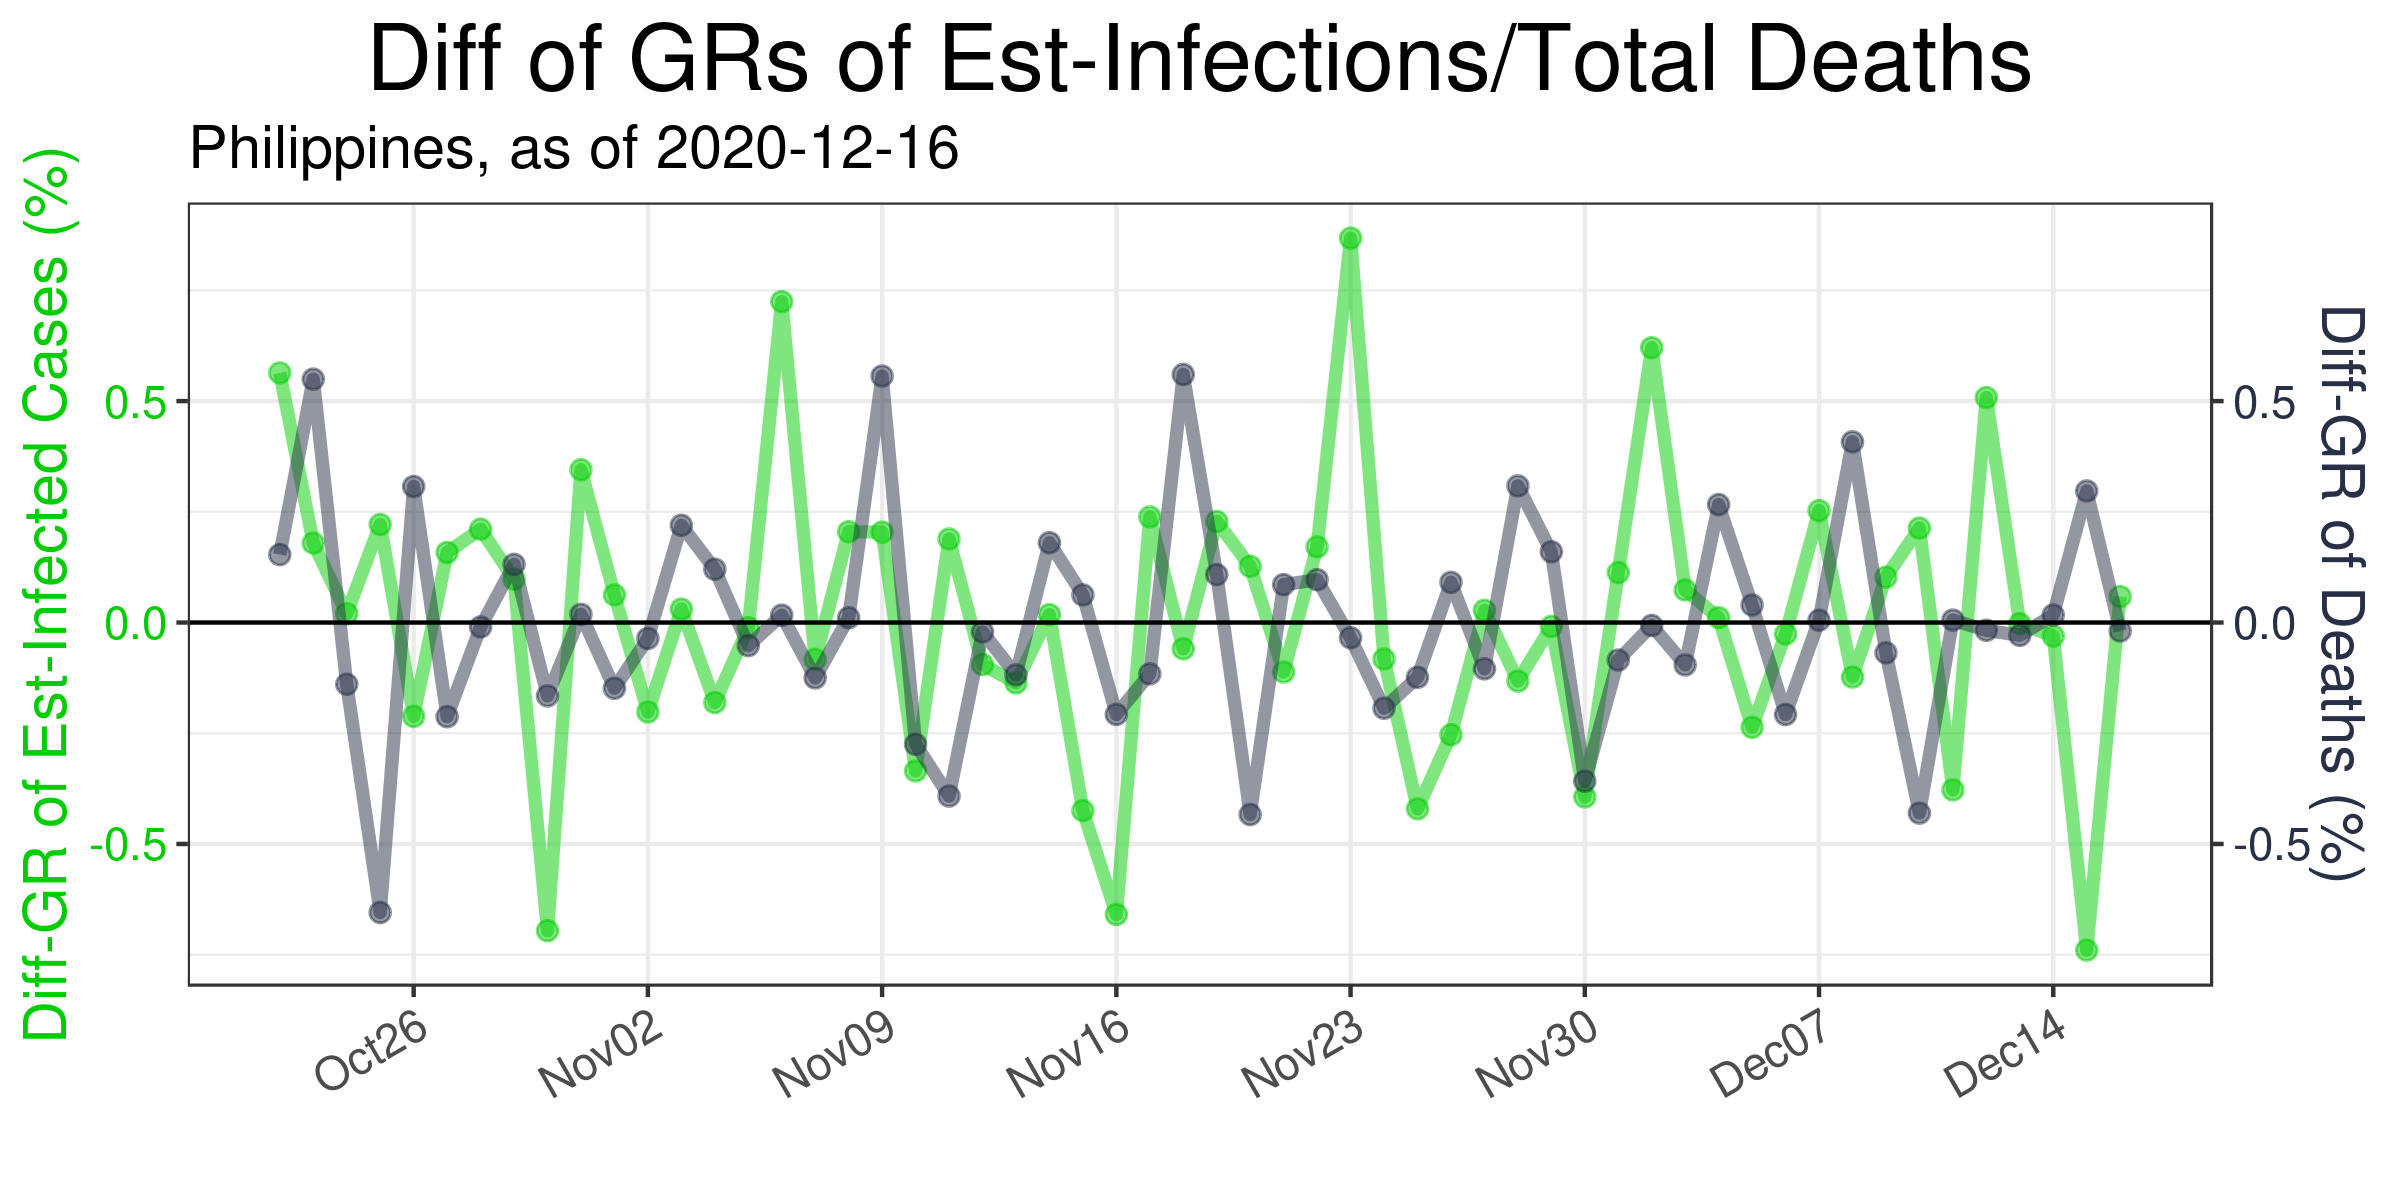 Diff of GRs of Est-Infections/Total Deaths
Philippines, as of 2020-12-16
Diff-GR of Est-Infected Cases (%)
0.5
0.0
-0.5
0.5
0.0
-0.5
Diff-GR of Deaths (%)
Oct26
Nov02
Nov09
Nov16
Nov23
Nov30
Dec07
Dec14